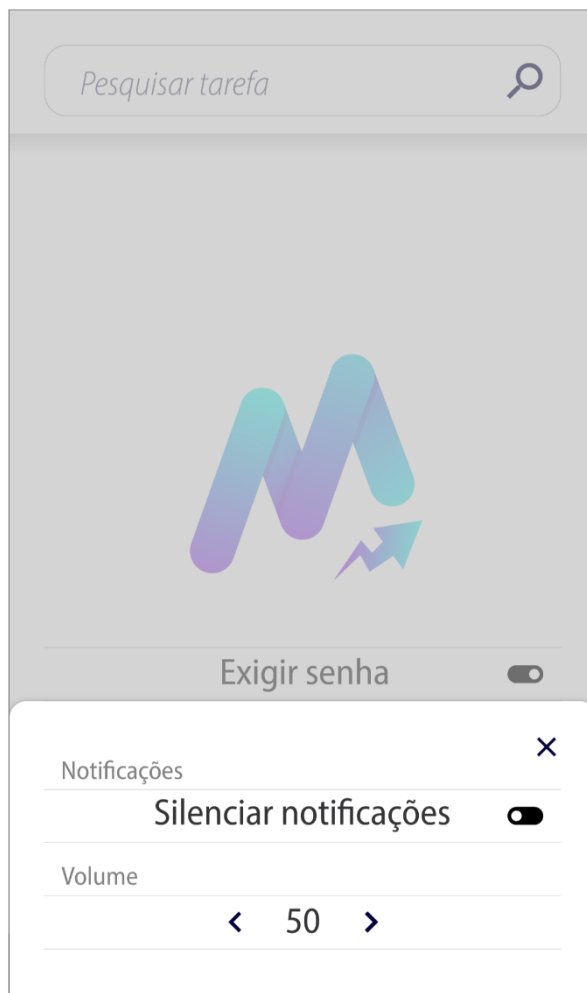 Pesquisar tarefa
Exigir senha
Notificações
Silenciar notificações
Volume
50